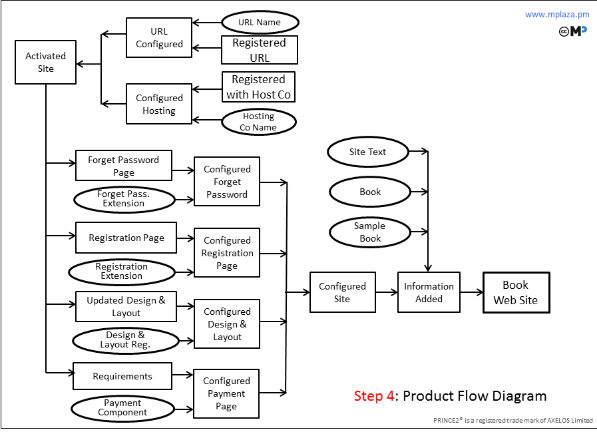 www.mplaza.pm
cc MP
URL Name
URL
Configured
Registered
URL
Activated
Site
Registered
with Host Co
Configured
Hosting
Hosting
Co Name
Forget Password
Page
Configured
Forget
Password
Forget Pass.
Extension
Site Text
Book
Sample
Book
Registration Page
Configured
Registration
Page
Registration
Extension
Updated Design &
Layout
Configured
Design &
Layout
Design &
Layout Reg.
Configured
Site
Information
Added
Book
Web Site
Requirements
Configured
Payment
Page
Payment
Component
Step 4: Product Flow Diagram
PRINCE2® is a registered trade mark of AXELOS Limited